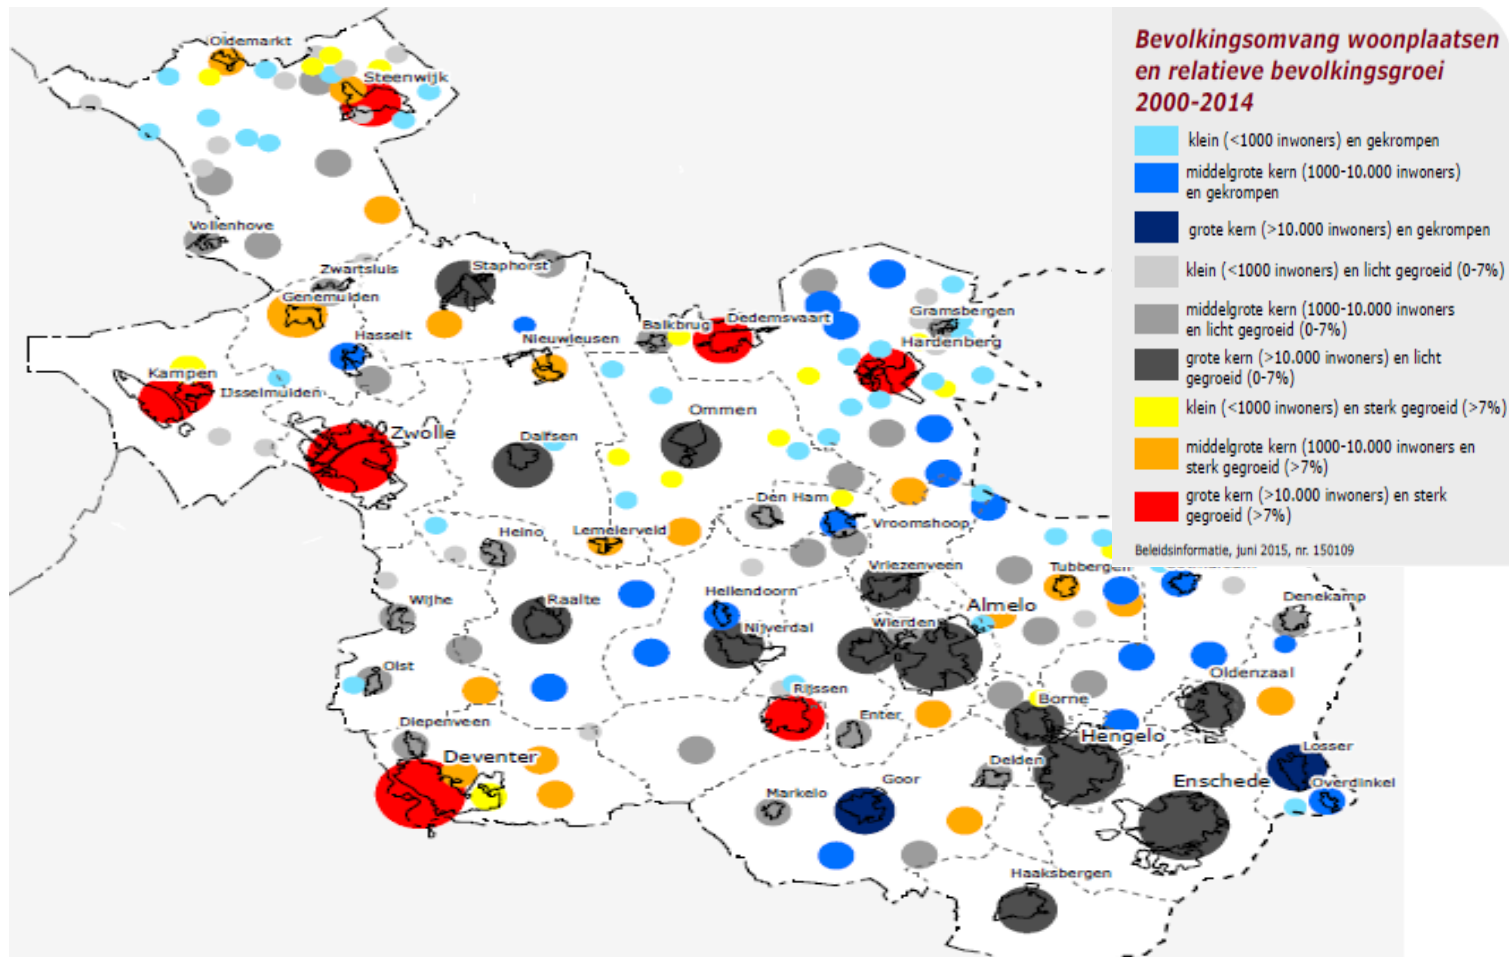 Bevolkingsomvang woonplaatsen
en relatieve bevolkingsgroei
2000-2014
klein (<1000 inwoners) en gekrompen
middelgrote kern (1000-10.000 inwoners)
en gekrompen
grote kern (>10.000 inwoners) en gekrompen
klein (<1000 inwoners) en licht gegroeid (0-7%)
middelgrote kern (1000-10.000 inwoners
en licht gegroeid (0-7%)
grote kern (>10.000 inwoners) en licht
gegroeid (0-7%)
klein (<1000 inwoners) en sterk gegroeid (>7%)
middelgrote kern (1000-10.000 inwoners en
sterk gegroeid (>7%)
grote kern (>10.000 inwoners) en sterk
gegroeid (>7%)
Beleidsinformatie, juni 2015, nr. 150109
Oldemarkt
Steenwijk
Vollenhove
Zwartsluis
Staphorst
Genemuiden
Hasselt
Nieuwleusen
Balkbrug
Dedemsvaart
Gramsbergen
Hardenberg
Kampen
IJsselmuiden
Zwolle
Dalfsen
Ommen
Den Ham
Vroomshoop
Heino
Lemelerveld
Vriezenveen
Tubbergen
Wijhe
Raalte
Hellendoorn
Almelo
Denekamp
Nijverdal
Wierden
Olst
Rijssen
Oldenzaal
Diepenveen
Enter
Borne
Deventer
Hengelo
Losser
Delden
Enschede
Overdinkel
Markelo
Goor
Haaksbergen